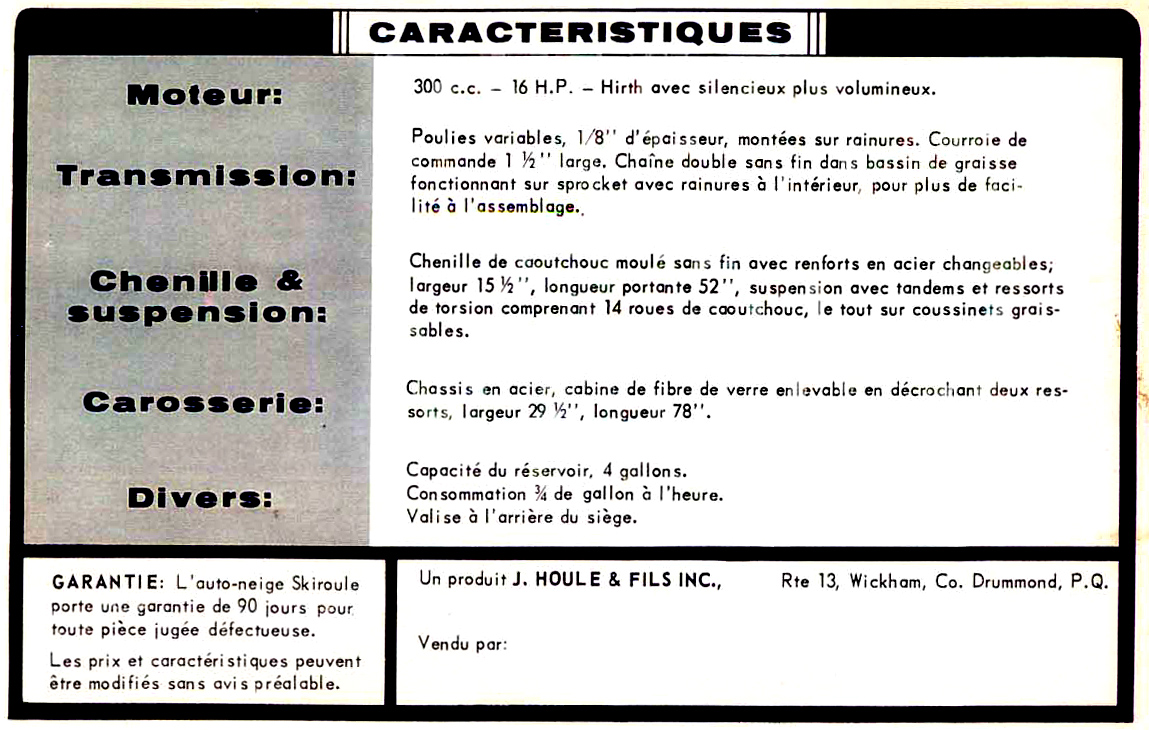 CARACTERISTIQUES
Moteur:
300 c.c. – 16 H.P. – Hirth avec silencieux plus volumineux.
Transmission:
Poulies variables, 1/8'' d'épaisseur, montées sur rainures. Courroie de
commande 1 ½'' large. Chaîne double sans fin dans bassin de graisse
fonctionnant sur sprocket avec rainures à l'intérieur, pour plus de faci-
lité à l'assemblage.
Chenille &
suspension:
Chenille de caoutchouc moulé sans fin avec renforts en acier changeables;
largeur 15 ½'', longueur portante 52'', suspension avec tandems et ressorts
de torsion comprenant 14 roues de caoutchouc, le tout sur coussinets grais-
sables.
Carosserie:
Chassis en acier, cabine de fibre de verre enlevable en décrochant deux res-
sorts, largeur 29 ½'', longueur 78''.
Divers:
Capacité du réservoir, 4 gallons.
Consommation ¾ de gallon à l'heure.
Valise à l'arrière du siège.
GARANTIE: L'auto-neige Skiroule
porte une garantie de 90 jours pour
toute pièce jugée défectueuse.
Les prix et caractéristiques peuvent
être modifiés sans avis préalable.
Un produit J. HOULE & FILS INC., Rte 13, Wickham, Co. Drummond, P.Q.
Vendu par: